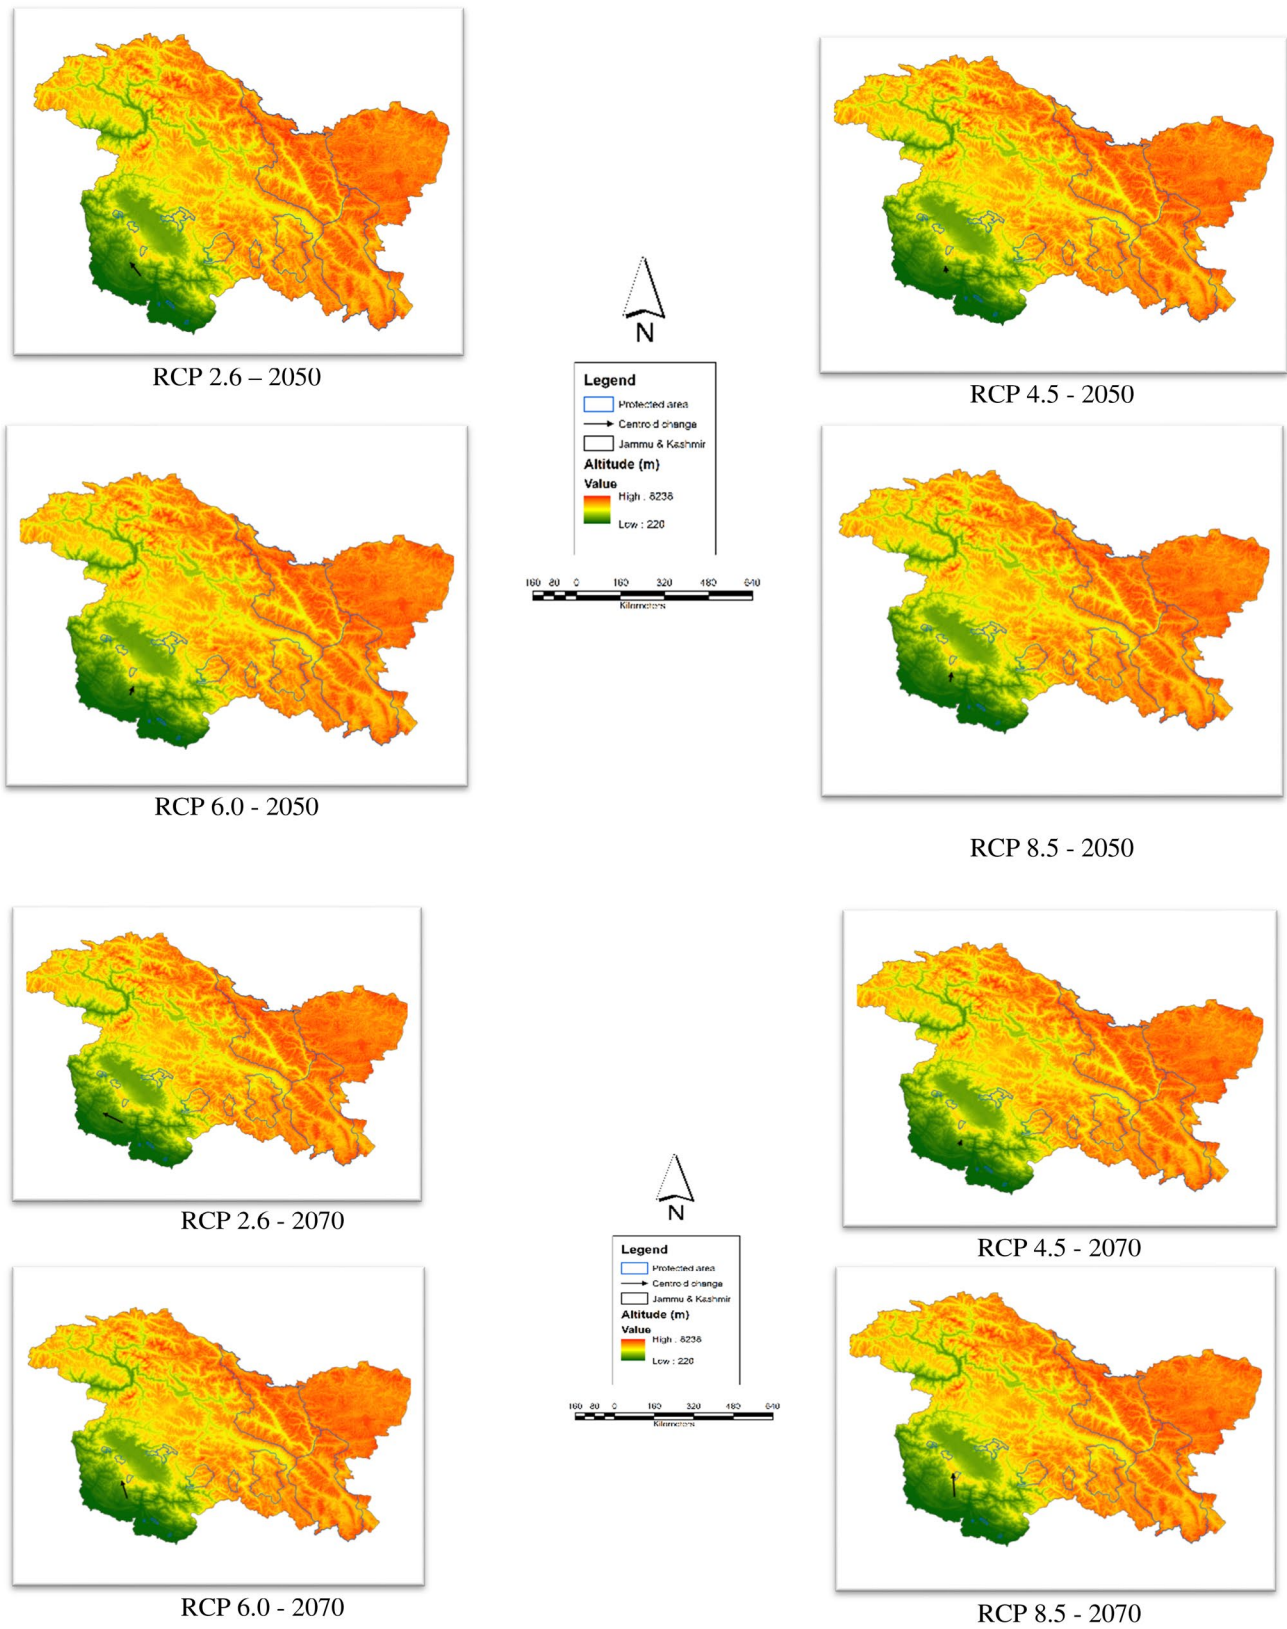 RCP 2.6 – 2050
RCP 4.5 - 2050
N
Legend
Protected area
Centroid change
Jammu & Kashmir
Altitude (m)
Value
High : 8238
Low : 220
160 80 0 160 320 480 640
Kilometers
RCP 6.0 - 2050
RCP 8.5 - 2050
RCP 2.6 - 2070
RCP 4.5 - 2070
N
Legend
Protected area
Centroid change
Jammu & Kashmir
Altitude (m)
Value
High : 8238
Low : 220
160 80 0 160 320 480 640
Kilometers
RCP 6.0 - 2070
RCP 8.5 - 2070